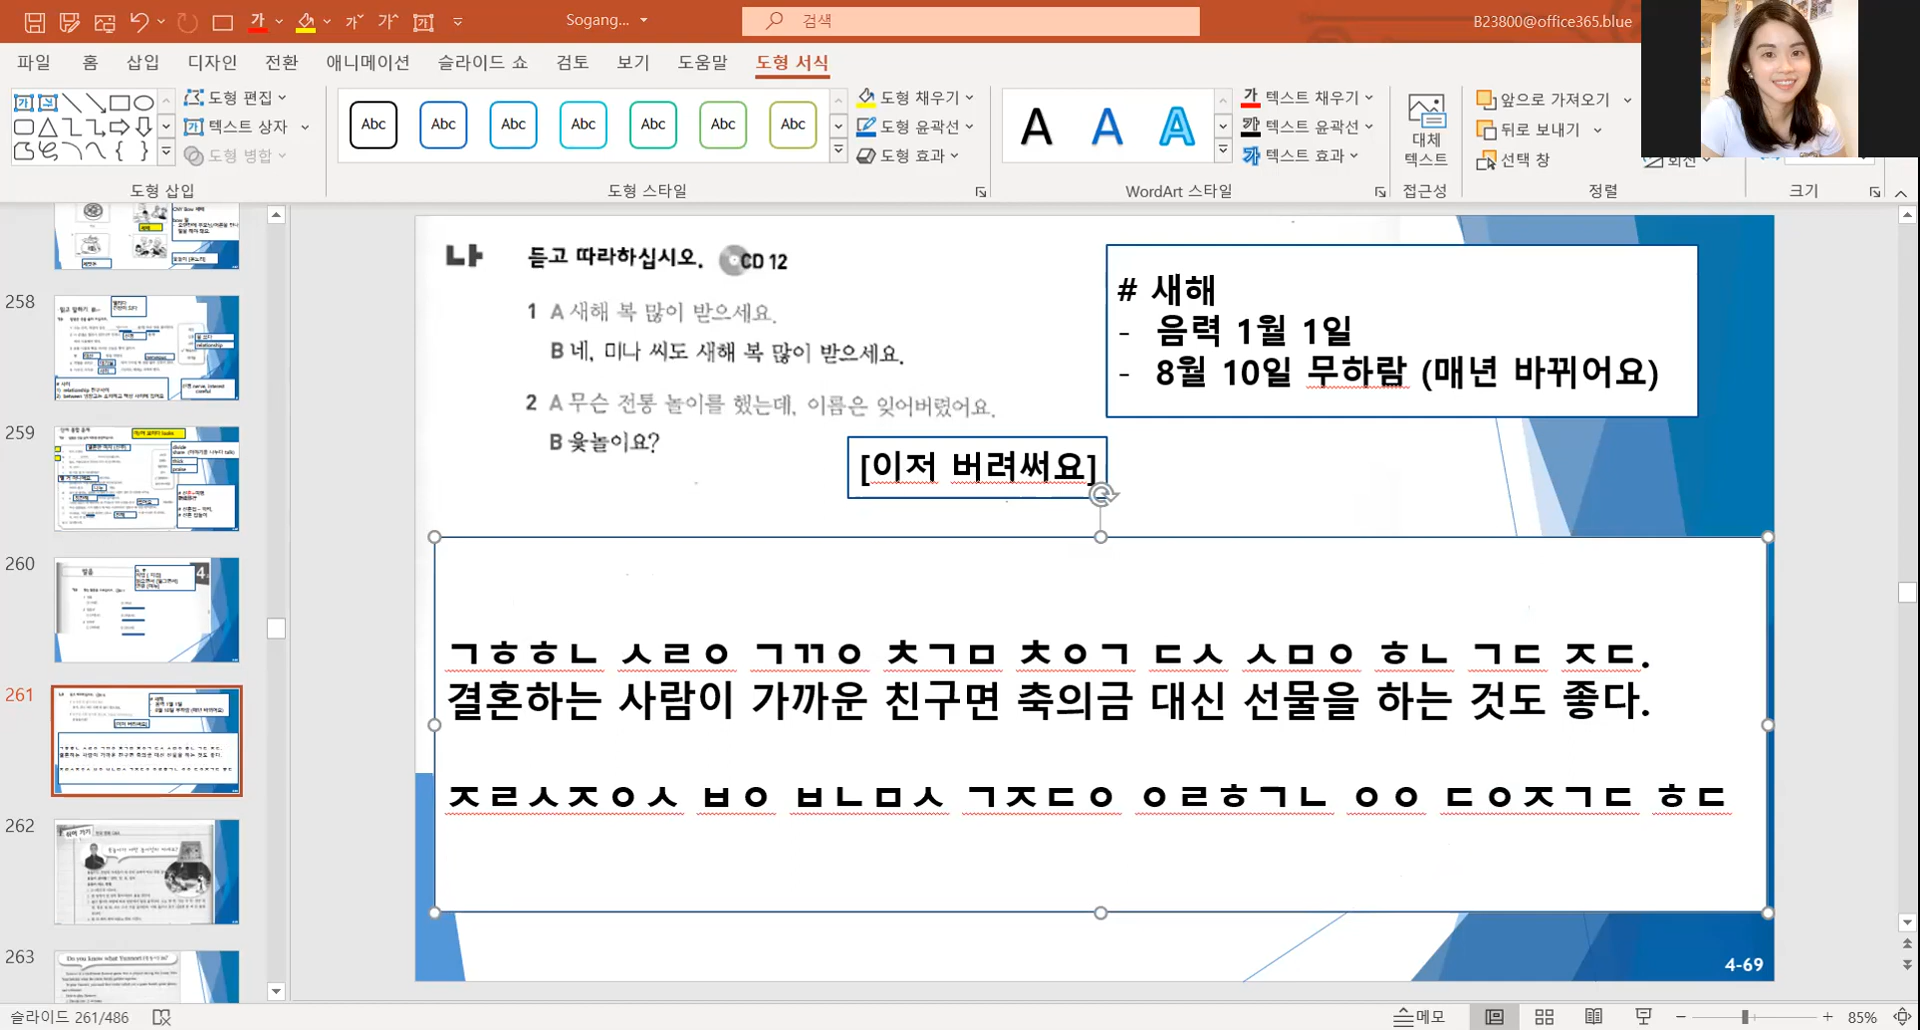 Sogang...
검색
B23800@office365.blue
파일 홈 삽입 디자인 전환 애니메이션 슬라이드 쇼 검토 보기 도움말 도형 서식
도형 편집
텍스트 상자
도형 병합
도형 삽입
Abc Abc Abc Abc Abc Abc Abc
도형 채우기
도형 윤곽선
도형 효과
도형 스타일
A A A
텍스트 채우기
텍스트 윤곽선
텍스트 효과
WordArt 스타일
대체
텍스트
접근성
앞으로 가져오기
뒤로 보내기
선택 창
회전
정렬
크기
258
259
260
261
262
263
나 듣고 따라하십시오. CD 12
1 A 새해 복 많이 받으세요.
B 네, 미나 씨도 새해 복 많이 받으세요.
2 A 무슨 전통 놀이를 했는데, 이름은 잊어버렸어요.
B 윷놀이요?
# 새해
- 음력 1월 1일
- 8월 10일 무하람 (매년 바뀌어요)
[이저 버려써요]
ㄱㅎㅎㄴ ㅅㄹㅇ ㄱㄲㅇ ㅊㄱㅁ ㅊㅇㄱ ㄷㅅ ㅅㅁㅇ ㅎㄴ ㄱㄷ ㅈㄷ.
결혼하는 사람이 가까운 친구면 축의금 대신 선물을 하는 것도 좋다.
ㅈㄹㅅㅈㅇㅅ ㅂㅇ ㅂㄴㅁㅅ ㄱㅈㄷㅇ ㅇㄹㅎㄱㄴ ㅇㅇ ㄷㅇㅈㄱㄷ ㅎㄷ
4-69
슬라이드 261/486
메모
85%